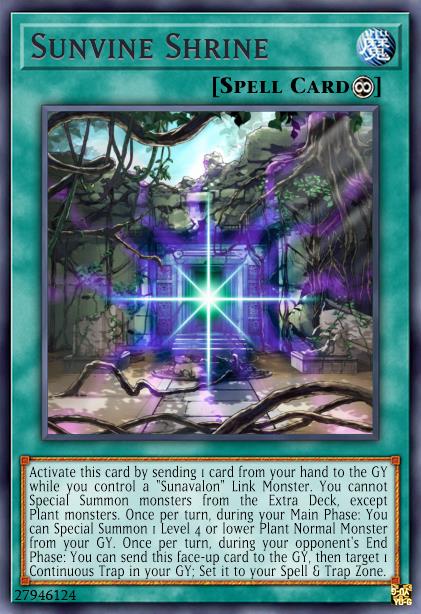 Sunvine Shrine
魔
[Spell Card∞]
Activate this card by sending 1 card from your hand to the GY
while you control a "Sunavalon" Link Monster. You cannot
Special Summon monsters from the Extra Deck, except
Plant monsters. Once per turn, during your Main Phase: You
can Special Summon 1 Level 4 or lower Plant Normal Monster
from your GY. Once per turn, during your opponent's End
Phase: You can send this face-up card to the GY, then target 1
Continuous Trap in your GY; Set it to your Spell & Trap Zone.
27946124